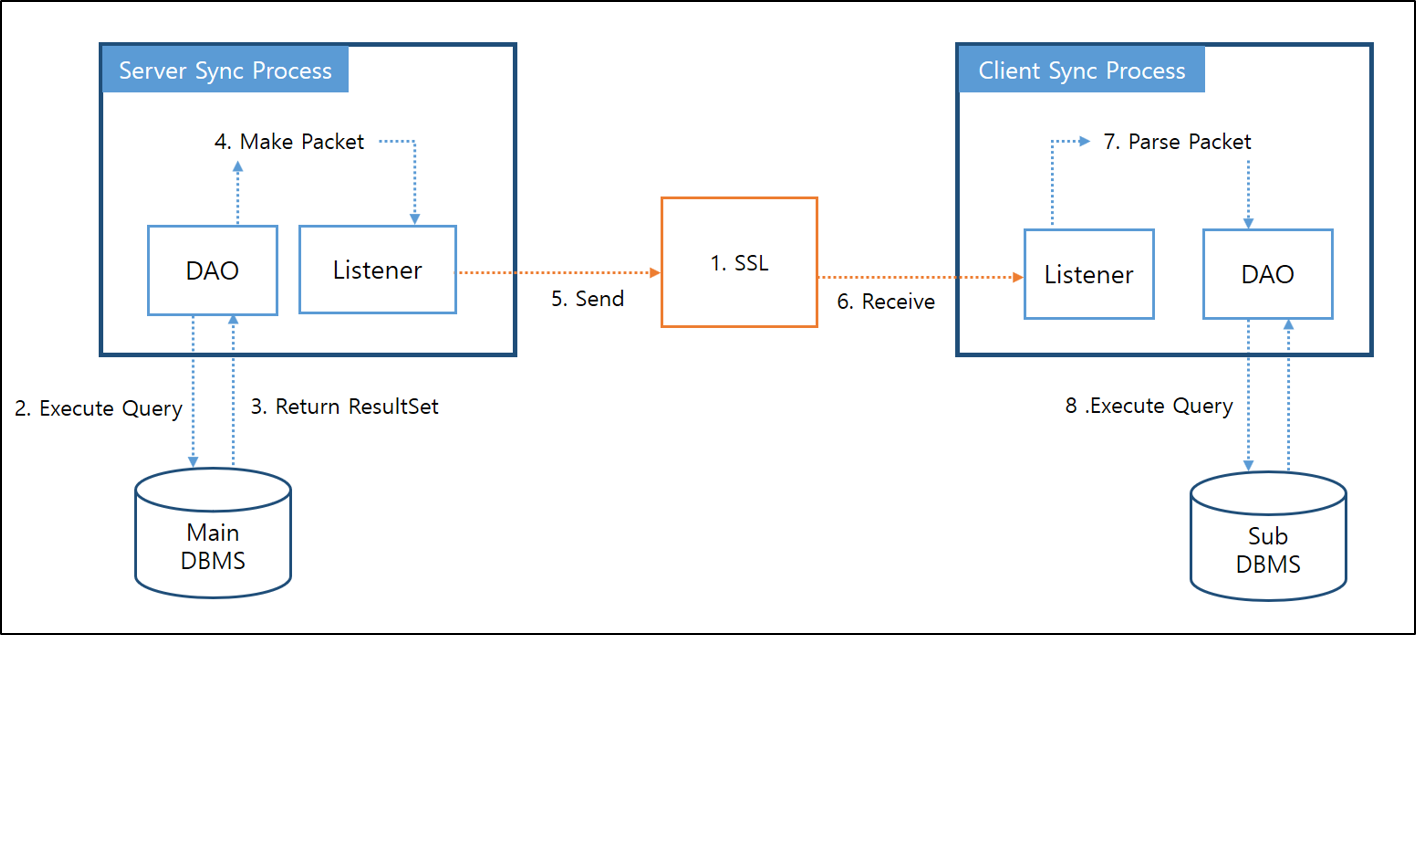 Server Sync Process
Client Sync Process
4. Make Packet
7. Parse Packet
DAO
Listener
1. SSL
Listener
DAO
5. Send
6. Receive
2. Execute Query
3. Return ResultSet
8 .Execute Query
Main
DBMS
Sub
DBMS